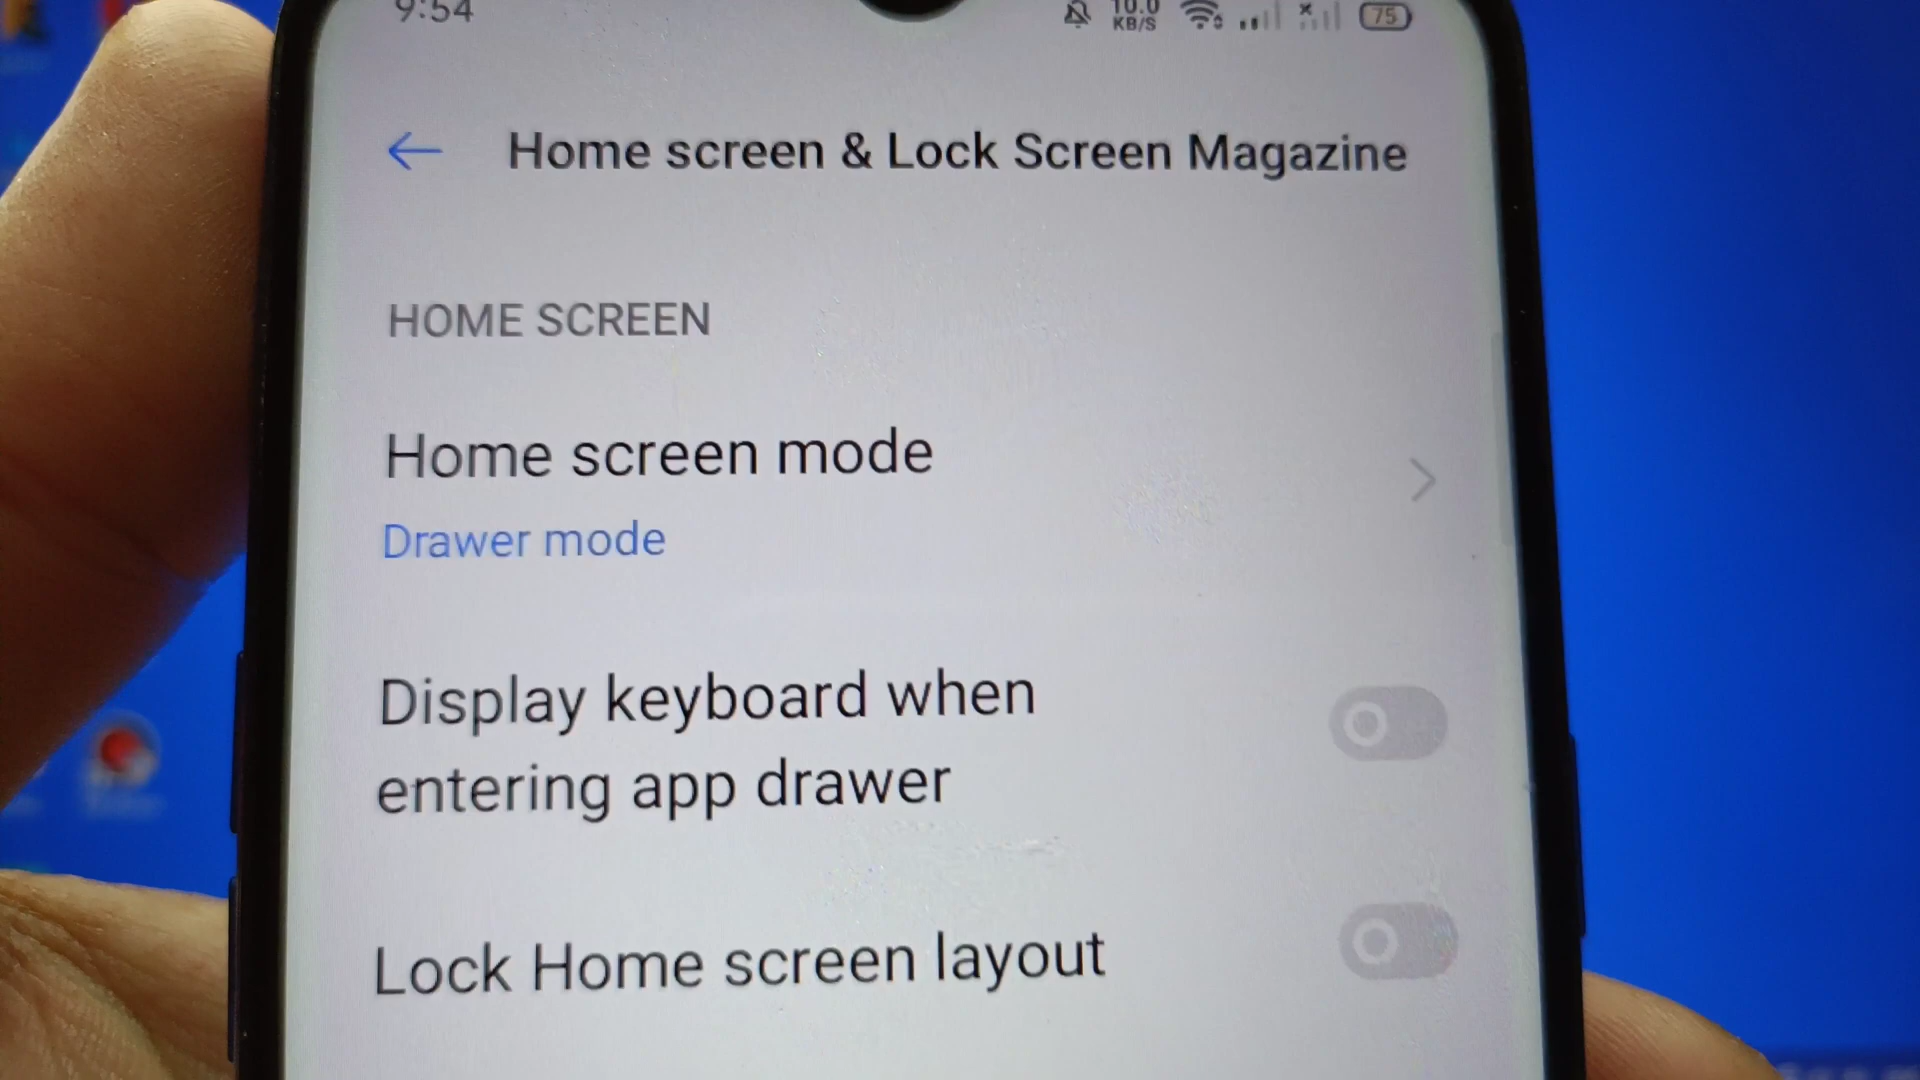 9:54
10.0
KB/S
75
Home screen & Lock Screen Magazine
HOME SCREEN
Home screen mode
Drawer mode
Display keyboard when
entering app drawer
Lock Home screen layout